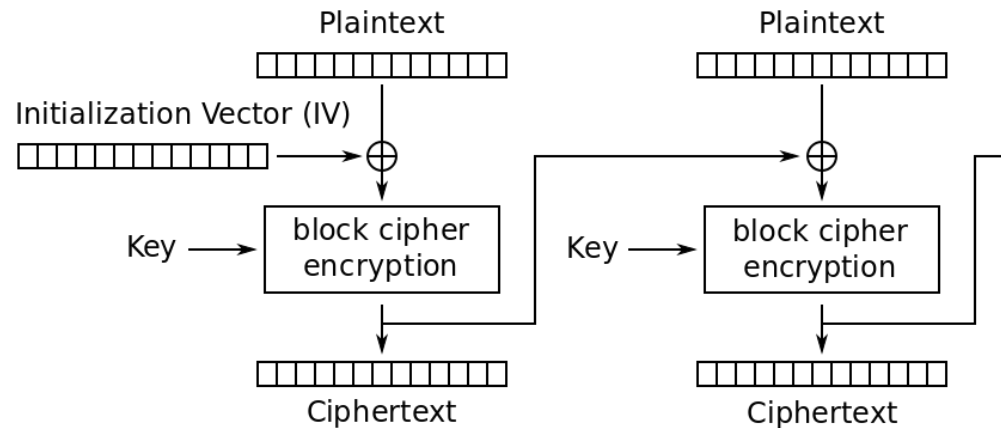 Plaintext
Plaintext
Initialization Vector (IV)
Key
block cipher
encryption
Key
block cipher
encryption
Ciphertext
Ciphertext